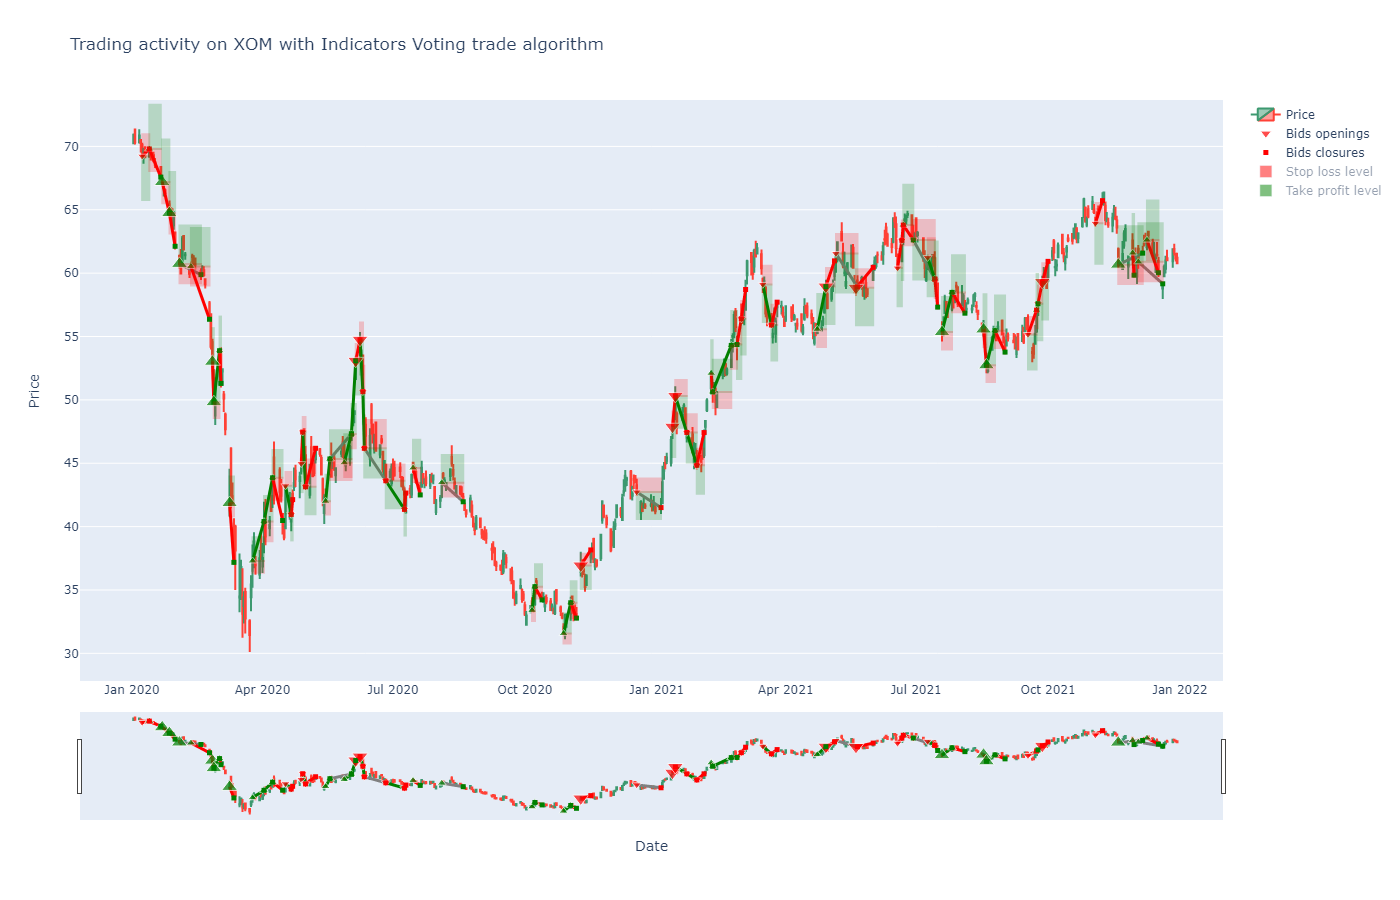 Trading activity on XOM with Indicators Voting trade algorithm
Price
Bids openings
Bids closures
Stop loss level
Take profit level
70
65
60
55
50
45
40
35
30
Price
Jan 2020
Apr 2020
Jul 2020
Oct 2020
Jan 2021
Apr 2021
Jul 2021
Oct 2021
Jan 2022
Date